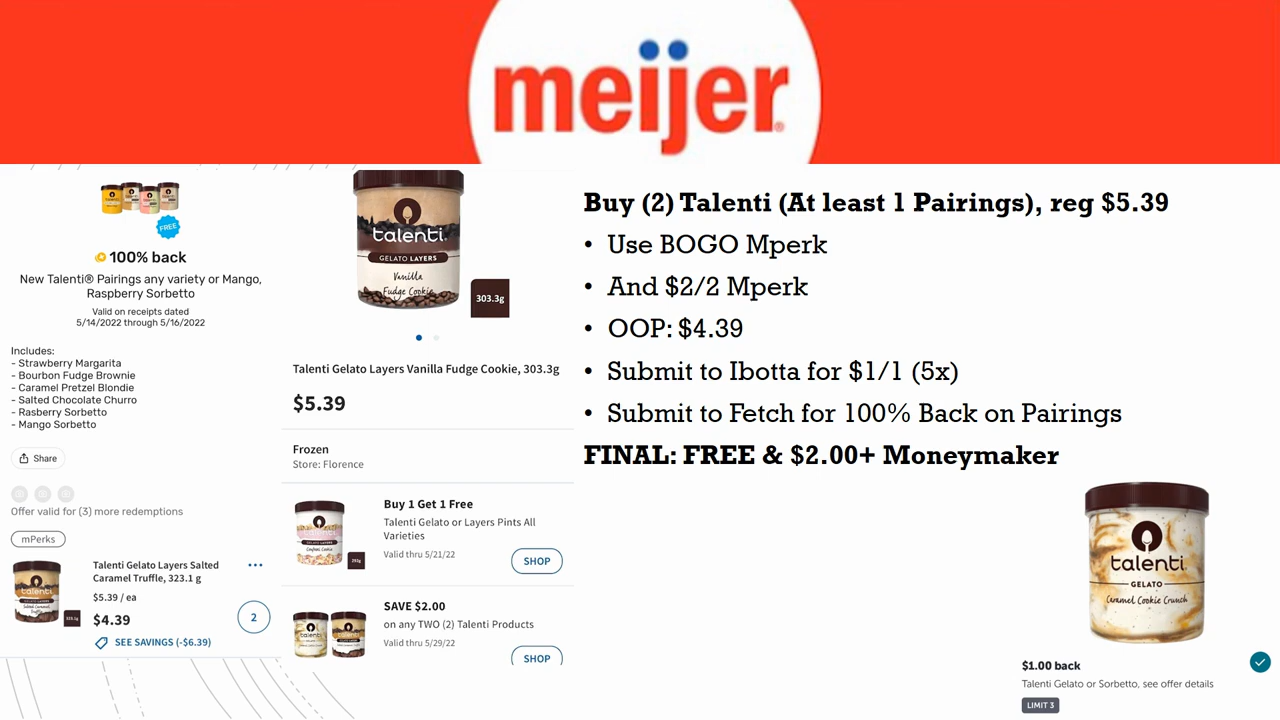 meijer
FREE
100% back
New Talenti® Pairings any variety or Mango,
Raspberry Sorbetto
Valid on receipts dated
5/14/2022 through 5/16/2022
Includes:
- Strawberry Margarita
- Bourbon Fudge Brownie
- Caramel Pretzel Blondie
- Salted Chocolate Churro
- Rasberry Sorbetto
- Mango Sorbetto
Share
Offer valid for (3) more redemptions
mPerks
Talenti Gelato Layers Salted
Caramel Truffle, 323.1 g
$5.39 / ea
$4.39
2
SEE SAVINGS (-$6.39)
talenti
GELATO LAYERS
Vanilla
Fudge Cookie
303.3g
Talenti Gelato Layers Vanilla Fudge Cookie, 303.3g
$5.39
Frozen
Store: Florence
Buy 1 Get 1 Free
Talenti Gelato or Layers Pints All
Varieties
Valid thru 5/21/22
SHOP
SAVE $2.00
on any TWO (2) Talenti Products
Valid thru 5/29/22
SHOP
Buy (2) Talenti (At least 1 Pairings), reg $5.39
• Use BOGO Mperk
• And $2/2 Mperk
• OOP: $4.39
• Submit to Ibotta for $1/1 (5x)
• Submit to Fetch for 100% Back on Pairings
FINAL: FREE & $2.00+ Moneymaker
talenti
GELATO
Caramel Cookie Crunch
$1.00 back
Talenti Gelato or Sorbetto, see offer details
LIMIT 3